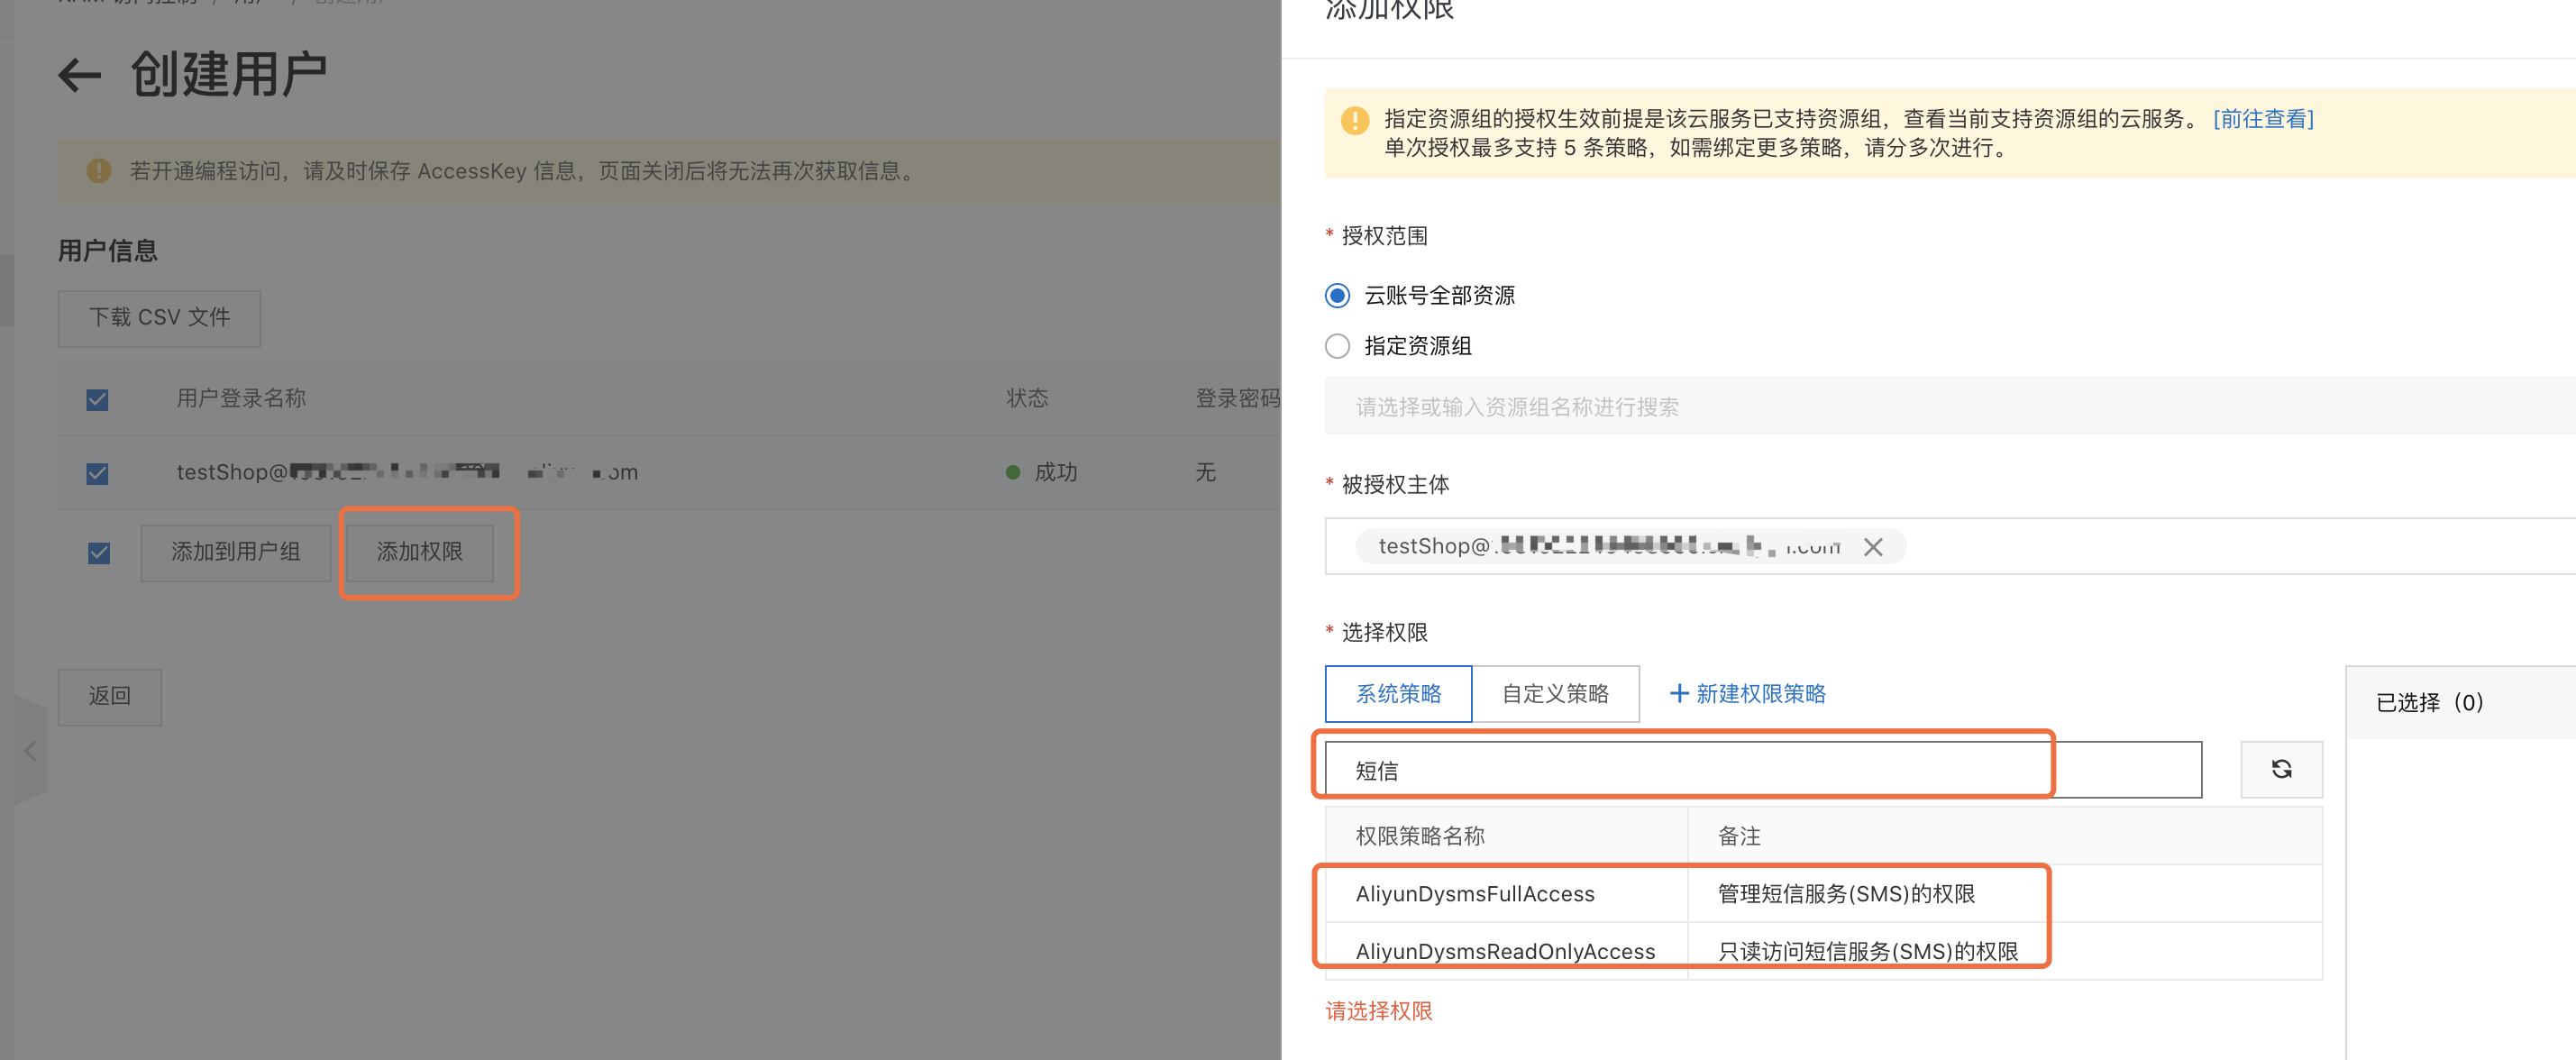 创建用户
若开通编程访问，请及时保存 AccessKey 信息，页面关闭后将无法再次获取信息。
用户信息
下载 CSV 文件
用户登录名称 状态 登录密码
testShop@ om 成功 无
添加到用户组 添加权限
返回
添加权限
指定资源组的授权生效前提是该云服务已支持资源组，查看当前支持资源组的云服务。 [前往查看]
单次授权最多支持 5 条策略，如需绑定更多策略，请分多次进行。
* 授权范围
云账号全部资源
指定资源组
请选择或输入资源组名称进行搜索
* 被授权主体
testShop@ .com
* 选择权限
系统策略 自定义策略 + 新建权限策略
已选择（0）
短信
权限策略名称 备注
AliyunDysmsFullAccess 管理短信服务(SMS)的权限
AliyunDysmsReadOnlyAccess 只读访问短信服务(SMS)的权限
请选择权限